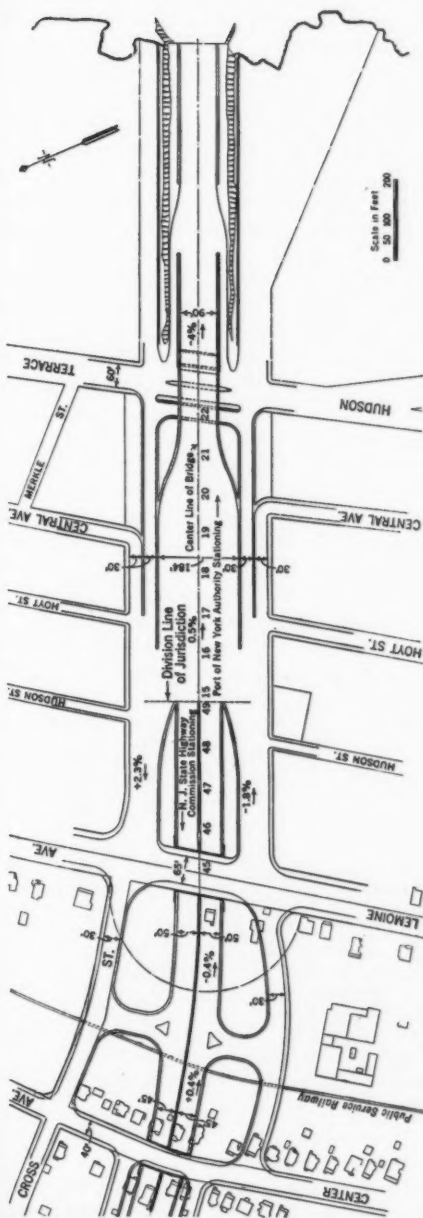 Scale in Feet
0 50 100 200
TERRACE
60'
MERKLE
ST.
CENTRAL AVE.
HOYT ST.
HUDSON ST.
90'
-4%
HUDSON
22
21
20
19
18
17
16
15
Center Line of Bridge
Port of New York Authority Stationing
184'
30'
30'
30'
CENTRAL AVE
HOYT ST.
HUDSON ST.
Division Line
of Jurisdiction
0.5%
49
48
47
46
45
N. J. State Highway
Commission Stationing
+2.3%
-1.8%
AVE.
65'
LEMOINE
ST.
30'
50'
50'
-0.4%
30'
+0.4%
45'
45'
Public Service Railway
AVE
CROSS
40'
CENTER